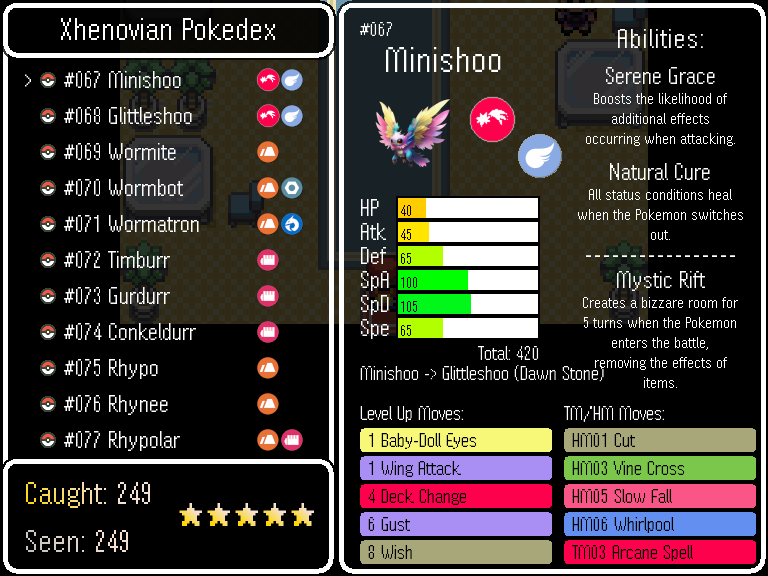 Xhenovian Pokedex
> #067 Minishoo
#068 Glittleshoo
#069 Wormite
#070 Wormbot
#071 Wormatron
#072 Timburr
#073 Gurdurr
#074 Conkeldurr
#075 Rhypo
#076 Rhynee
#077 Rhypolar
Caught: 249
Seen: 249
#067
Minishoo
HP 40
Atk 45
Def 65
SpA 100
SpD 105
Spe 65
Total: 420
Minishoo -> Glittleshoo (Dawn Stone)
Abilities:
Serene Grace
Boosts the likelihood of
additional effects
occurring when attacking.
Natural Cure
All status conditions heal
when the Pokemon switches
out.
-----------------
Mystic Rift
Creates a bizzare room for
5 turns when the Pokemon
enters the battle,
removing the effects of
items.
Level Up Moves:
1 Baby-Doll Eyes
1 Wing Attack
4 Deck Change
6 Gust
8 Wish
TM/HM Moves:
HM01 Cut
HM03 Vine Cross
HM05 Slow Fall
HM06 Whirlpool
TM03 Arcane Spell